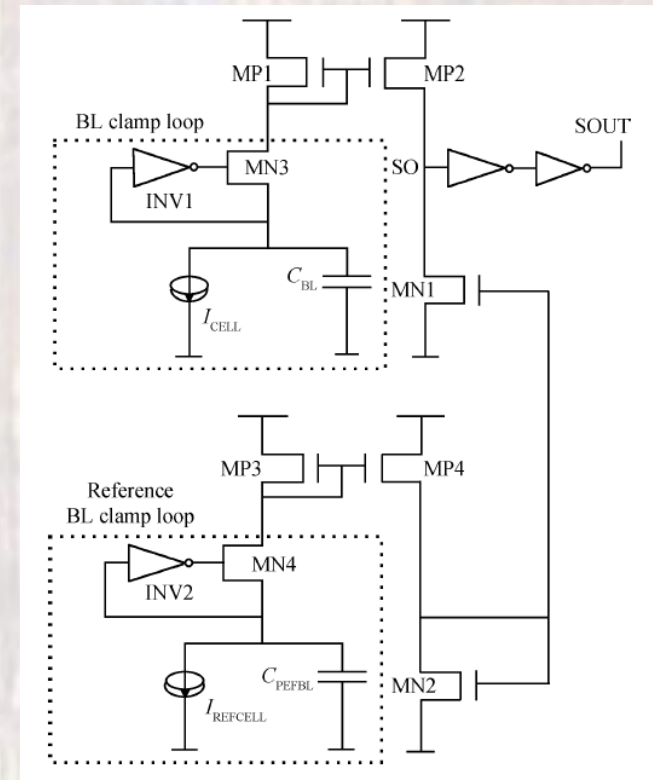 MP1
MP2
BL clamp loop
SOUT
MN3
SO
INV1
C_BL
MN1
I_CELL
MP3
MP4
Reference
BL clamp loop
MN4
INV2
C_PEFBL
MN2
I_REFCELL